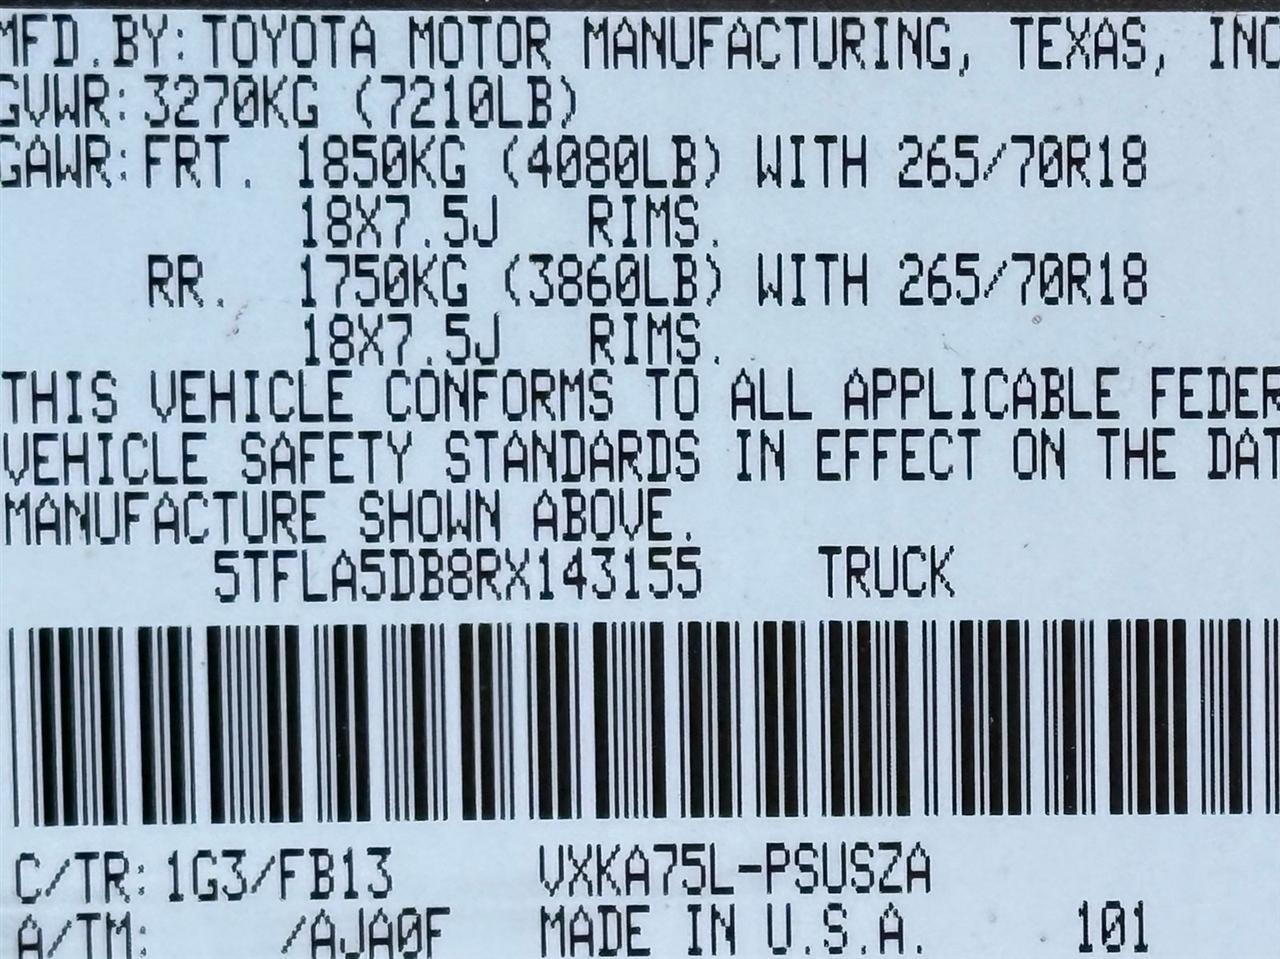 MFD.BY:TOYOTA MOTOR MANUFACTURING, TEXAS, INC
GVWR:3270KG (7210LB)
GAWR:FRT. 1850KG (4080LB) WITH 265/70R18
18X7.5J RIMS.
RR. 1750KG (3860LB) WITH 265/70R18
18X7.5J RIMS.
THIS VEHICLE CONFORMS TO ALL APPLICABLE FEDER
VEHICLE SAFETY STANDARDS IN EFFECT ON THE DAT
MANUFACTURE SHOWN ABOVE.
5TFLA5DB8RX143155 TRUCK
C/TR:1G3/FB13 VXKA75L-PSUSZA
A/TM: /AJA0F MADE IN U.S.A. 101